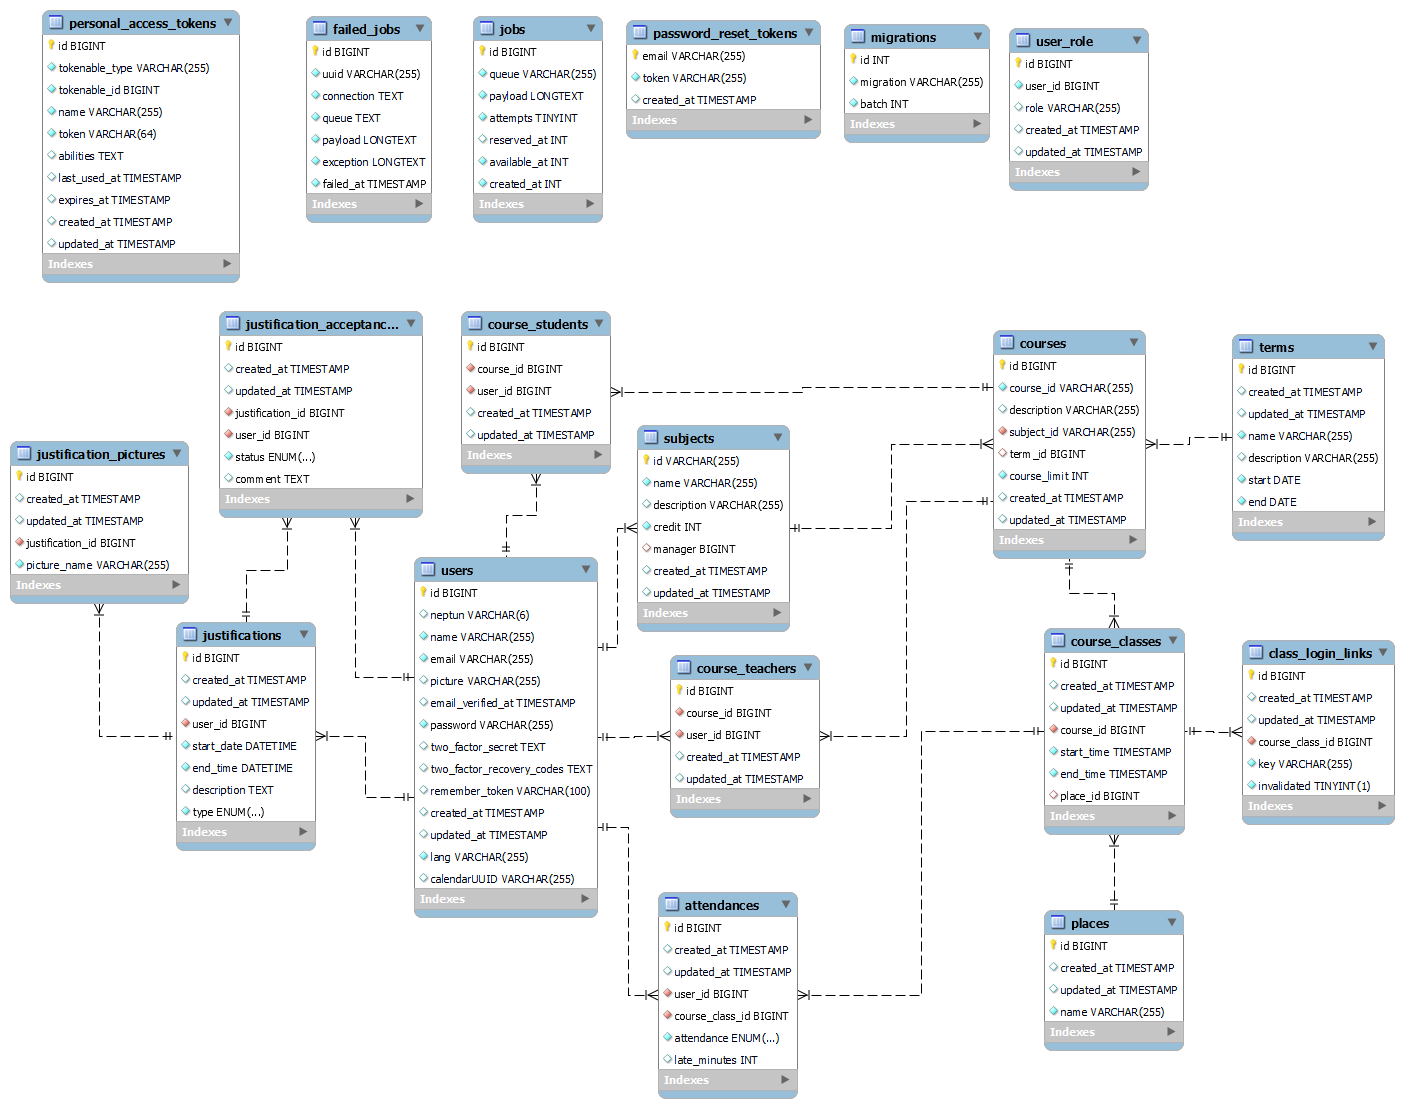 personal_access_tokens
id BIGINT
tokenable_type VARCHAR(255)
tokenable_id BIGINT
name VARCHAR(255)
token VARCHAR(64)
abilities TEXT
last_used_at TIMESTAMP
expires_at TIMESTAMP
created_at TIMESTAMP
updated_at TIMESTAMP
Indexes
failed_jobs
id BIGINT
uuid VARCHAR(255)
connection TEXT
queue TEXT
payload LONGTEXT
exception LONGTEXT
failed_at TIMESTAMP
Indexes
jobs
id BIGINT
queue VARCHAR(255)
payload LONGTEXT
attempts TINYINT
reserved_at INT
available_at INT
created_at INT
Indexes
password_reset_tokens
email VARCHAR(255)
token VARCHAR(255)
created_at TIMESTAMP
Indexes
migrations
id INT
migration VARCHAR(255)
batch INT
Indexes
user_role
id BIGINT
user_id BIGINT
role VARCHAR(255)
created_at TIMESTAMP
updated_at TIMESTAMP
Indexes
justification_acceptanc...
id BIGINT
created_at TIMESTAMP
updated_at TIMESTAMP
justification_id BIGINT
user_id BIGINT
status ENUM(...)
comment TEXT
Indexes
course_students
id BIGINT
course_id BIGINT
user_id BIGINT
created_at TIMESTAMP
updated_at TIMESTAMP
Indexes
courses
id BIGINT
course_id VARCHAR(255)
description VARCHAR(255)
subject_id VARCHAR(255)
term_id BIGINT
course_limit INT
created_at TIMESTAMP
updated_at TIMESTAMP
Indexes
terms
id BIGINT
created_at TIMESTAMP
updated_at TIMESTAMP
name VARCHAR(255)
description VARCHAR(255)
start DATE
end DATE
Indexes
justification_pictures
id BIGINT
created_at TIMESTAMP
updated_at TIMESTAMP
justification_id BIGINT
picture_name VARCHAR(255)
Indexes
subjects
id VARCHAR(255)
name VARCHAR(255)
description VARCHAR(255)
credit INT
manager BIGINT
created_at TIMESTAMP
updated_at TIMESTAMP
Indexes
users
id BIGINT
neptun VARCHAR(6)
name VARCHAR(255)
email VARCHAR(255)
picture VARCHAR(255)
email_verified_at TIMESTAMP
password VARCHAR(255)
two_factor_secret TEXT
two_factor_recovery_codes TEXT
remember_token VARCHAR(100)
created_at TIMESTAMP
updated_at TIMESTAMP
lang VARCHAR(255)
calendarUUID VARCHAR(255)
Indexes
justifications
id BIGINT
created_at TIMESTAMP
updated_at TIMESTAMP
user_id BIGINT
start_date DATETIME
end_time DATETIME
description TEXT
type ENUM(...)
Indexes
course_teachers
id BIGINT
course_id BIGINT
user_id BIGINT
created_at TIMESTAMP
updated_at TIMESTAMP
Indexes
course_classes
id BIGINT
created_at TIMESTAMP
updated_at TIMESTAMP
course_id BIGINT
start_time TIMESTAMP
end_time TIMESTAMP
place_id BIGINT
Indexes
class_login_links
id BIGINT
created_at TIMESTAMP
updated_at TIMESTAMP
course_class_id BIGINT
key VARCHAR(255)
invalidated TINYINT(1)
Indexes
attendances
id BIGINT
created_at TIMESTAMP
updated_at TIMESTAMP
user_id BIGINT
course_class_id BIGINT
attendance ENUM(...)
late_minutes INT
Indexes
places
id BIGINT
created_at TIMESTAMP
updated_at TIMESTAMP
name VARCHAR(255)
Indexes